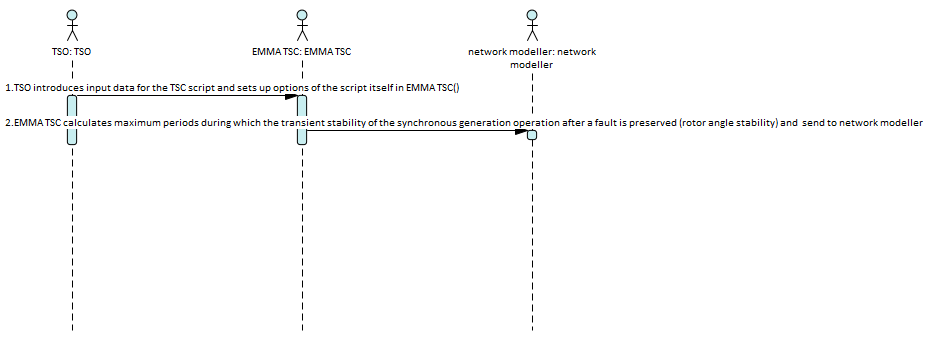 TSO: TSO
EMMA TSC: EMMA TSC
network modeller: network
modeller
1.TSO introduces input data for the TSC script and sets up options of the script itself in EMMA TSC()
2.EMMA TSC calculates maximum periods during which the transient stability of the synchronous generation operation after a fault is preserved (rotor angle stability) and send to network modeller